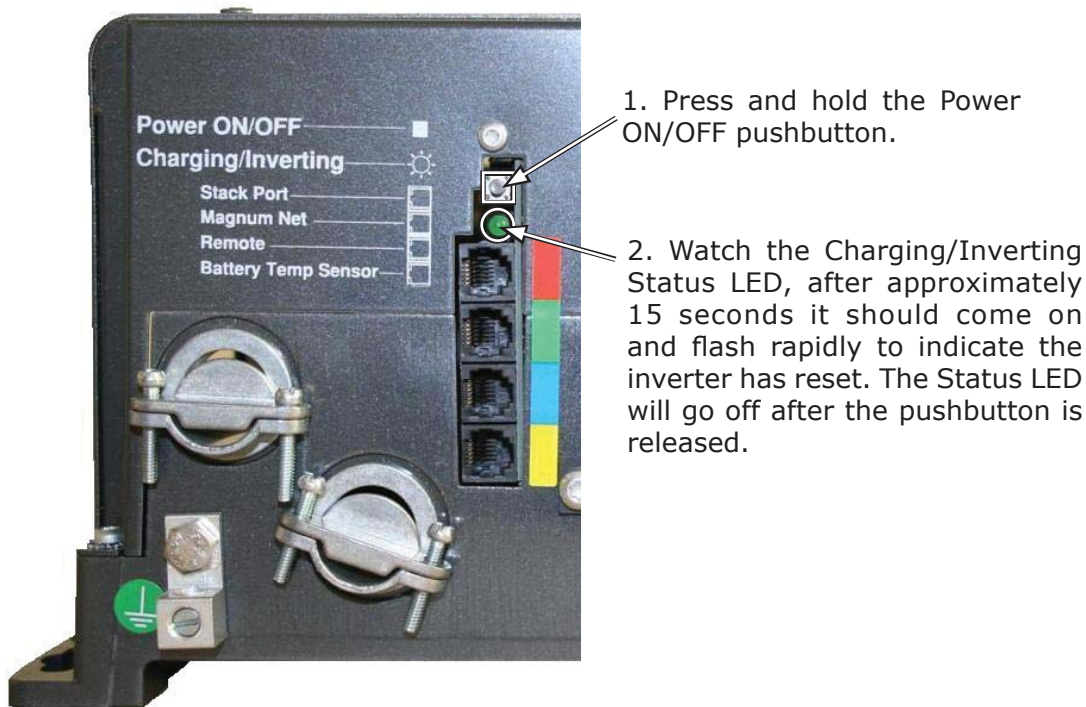 Power ON/OFF
Charging/Inverting
Stack Port
Magnum Net
Remote
Battery Temp Sensor
1. Press and hold the Power
ON/OFF pushbutton.
2. Watch the Charging/Inverting
Status LED, after approximately
15 seconds it should come on
and flash rapidly to indicate the
inverter has reset. The Status LED
will go off after the pushbutton is
released.